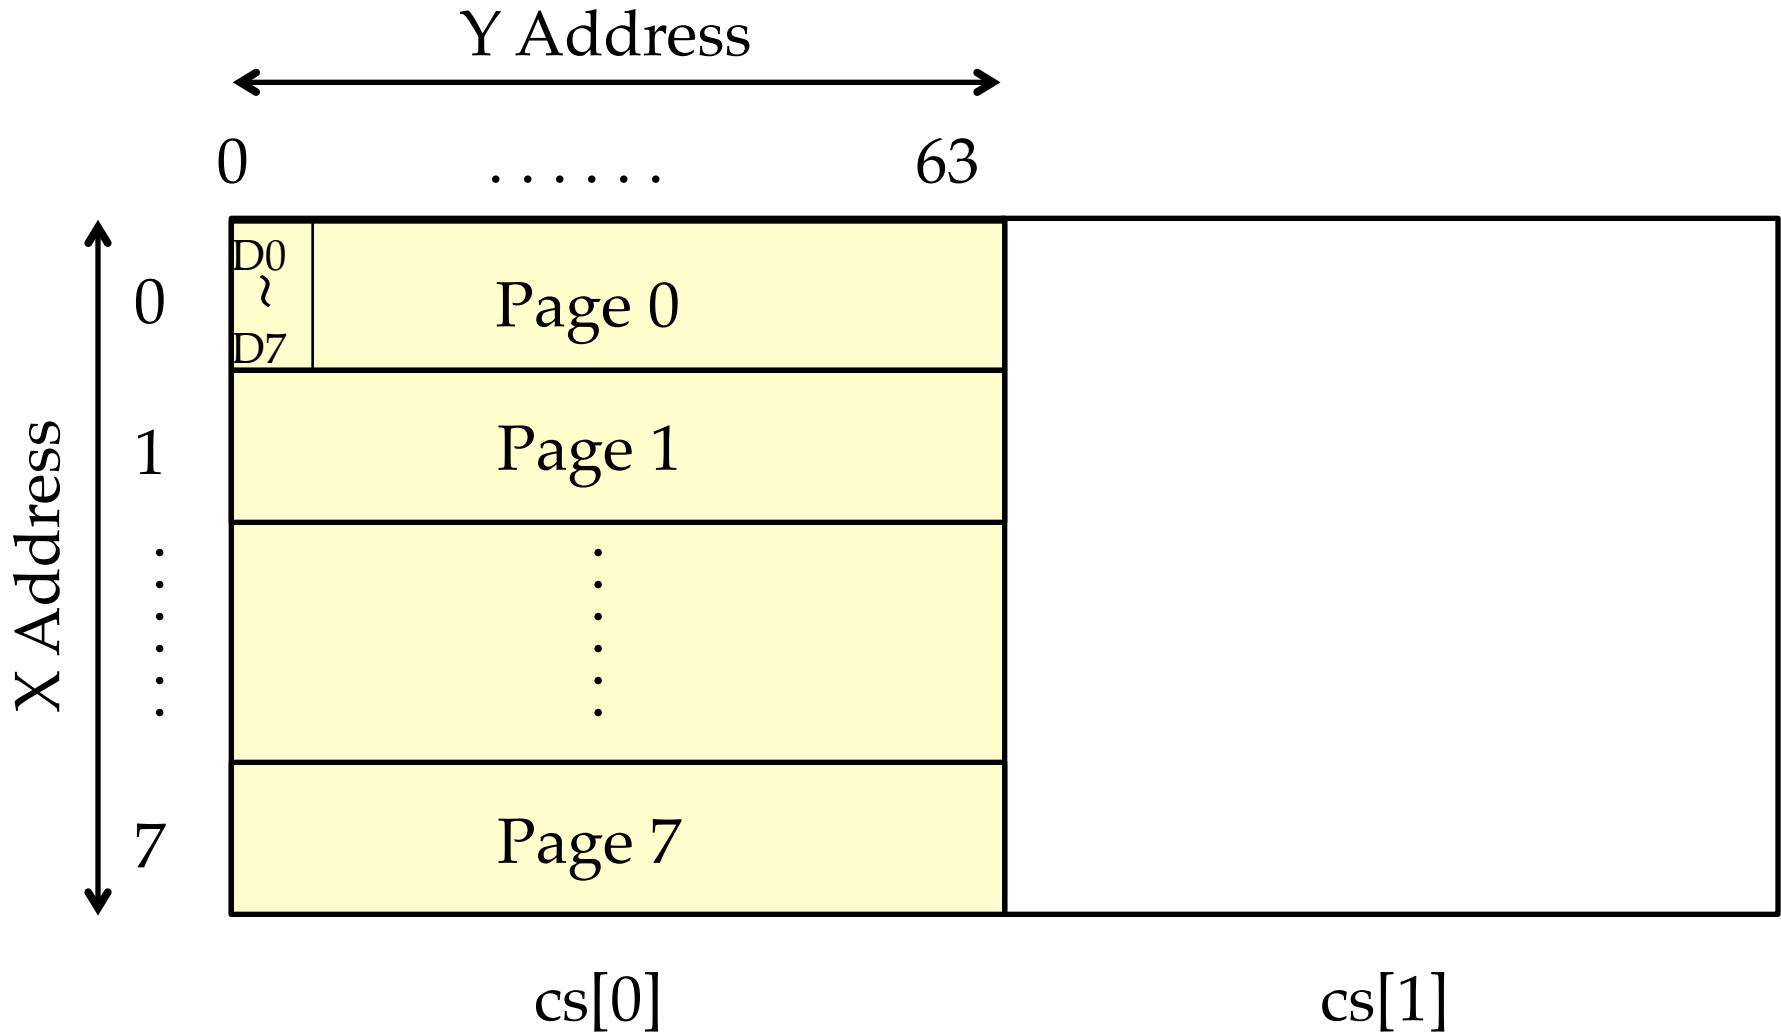 Y Address
0 . . . . . . 63
D0
~
D7
0
Page 0
1
Page 1
X Address
. . . . . .
. . . . . .
7
Page 7
cs[0]
cs[1]